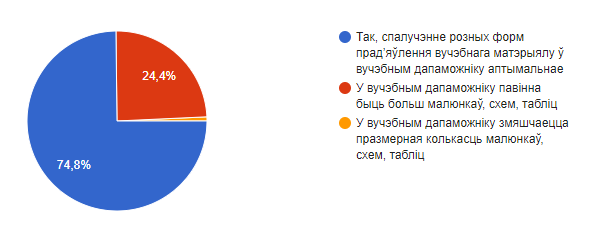 24,4%
74,8%
Так, спалучэнне розных форм
прад'яўлення вучэбнага матэрыялу ў
вучэбным дапаможніку аптымальнае
У вучэбным дапаможніку павінна
быць больш малюнкаў, схем, табліц
У вучэбным дапаможніку змяшчаецца
празмерная колькасць малюнкаў,
схем, табліц